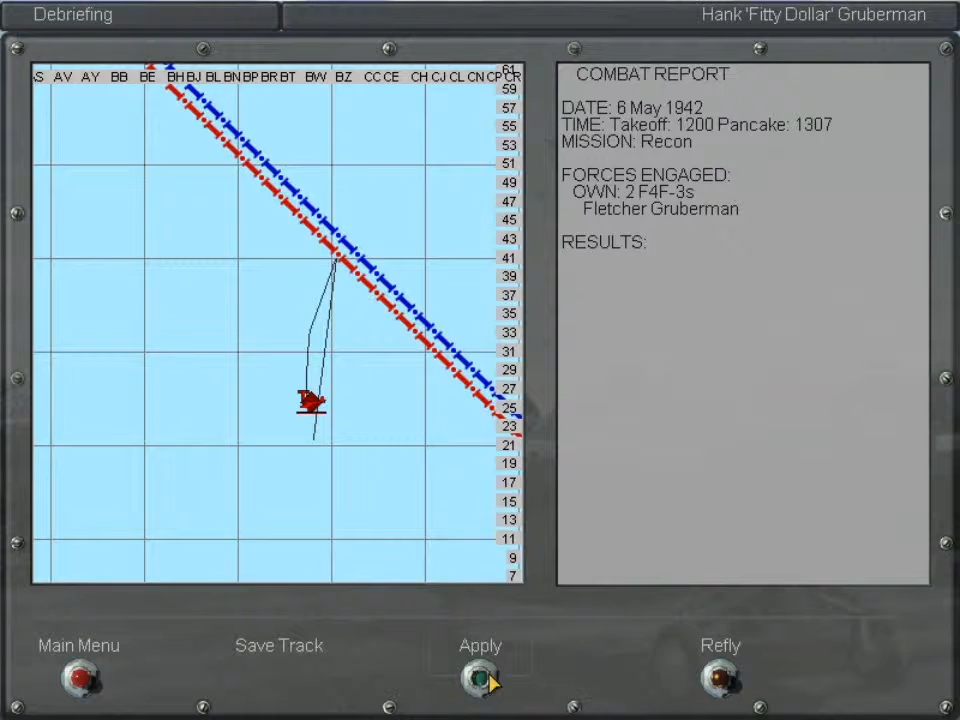 Debriefing
Hank 'Fitty Dollar' Gruberman
AV AY BB BE BH BJ BL BN BP BR BT BW BZ CC CE CH CJ CL CN CP CR
61
59
57
55
53
51
49
47
45
43
41
39
37
35
33
31
29
27
25
23
21
19
17
15
13
11
9
7
COMBAT REPORT
DATE: 6 May 1942
TIME: Takeoff: 1200 Pancake: 1307
MISSION: Recon
FORCES ENGAGED:
OWN: 2 F4F-3s
Fletcher Gruberman
RESULTS:
Main Menu
Save Track
Apply
Refly